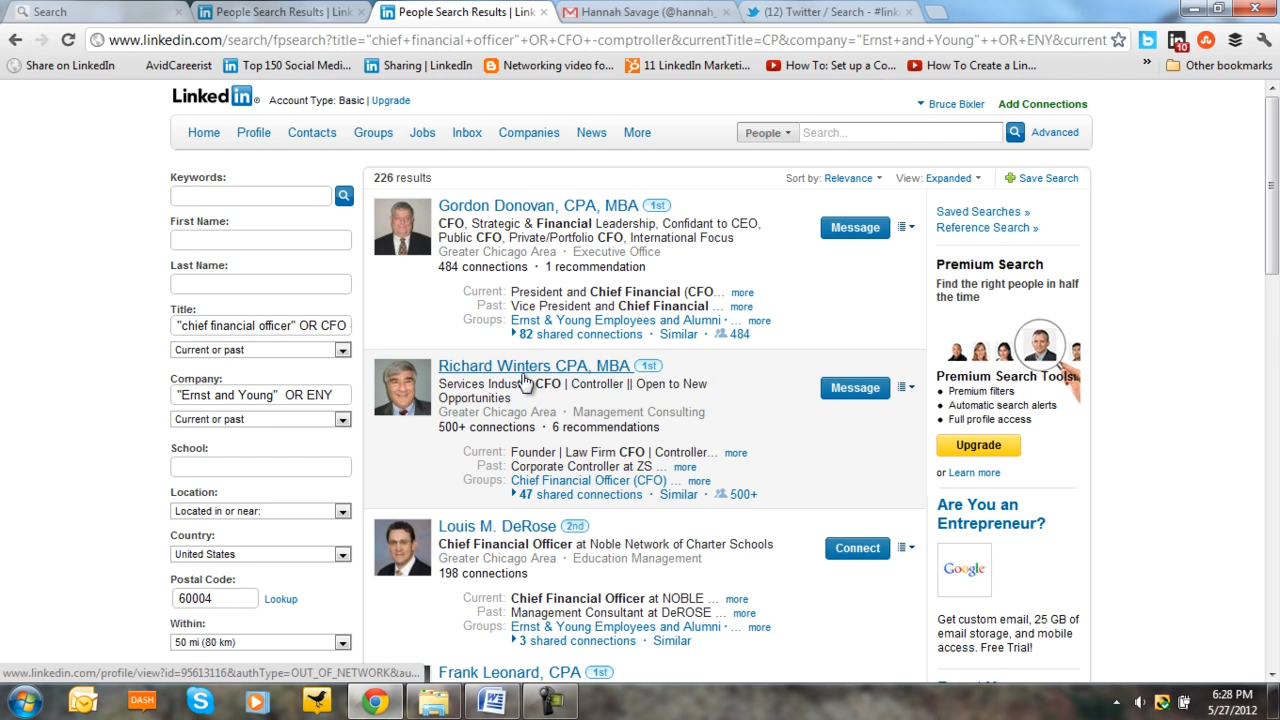 Search
People Search Results | Link
People Search Results | Link
Hannah Savage (@hannah_
(12) Twitter / Search - #link
www.linkedin.com/search/fpsearch?title="chief+financial+officer"+OR+CFO+-comptroller&currentTitle=CP&company="Ernst+and+Young"++OR+ENY&current
10
Share on LinkedIn
AvidCareerist
Top 150 Social Medi...
Sharing | LinkedIn
Networking video fo...
11 LinkedIn Marketi...
How To: Set up a Co...
How To Create a Lin...
»
Other bookmarks
Linked in®
Account Type: Basic | Upgrade
Bruce Bixler
Add Connections
Home
Profile
Contacts
Groups
Jobs
Inbox
Companies
News
More
People
Search...
Advanced
Keywords:
First Name:
Last Name:
Title:
"chief financial officer" OR CFO
Current or past
Company:
"Ernst and Young" OR ENY
Current or past
School:
Location:
Located in or near:
Country:
United States
Postal Code:
60004
Lookup
Within:
50 mi (80 km)
226 results
Sort by: Relevance
View: Expanded
Save Search
Gordon Donovan, CPA, MBA 1st
CFO, Strategic & Financial Leadership, Confidant to CEO,
Public CFO, Private/Portfolio CFO, International Focus
Greater Chicago Area · Executive Office
484 connections · 1 recommendation
Current: President and Chief Financial (CFO... more
Past: Vice President and Chief Financial ... more
Groups: Ernst & Young Employees and Alumni · ... more
82 shared connections · Similar · 484
Message
Richard Winters CPA, MBA 1st
Services Indus CFO | Controller || Open to New
Opportunities
Greater Chicago Area · Management Consulting
500+ connections · 6 recommendations
Current: Founder | Law Firm CFO | Controller... more
Past: Corporate Controller at ZS ... more
Groups: Chief Financial Officer (CFO) ... more
47 shared connections · Similar · 500+
Message
Louis M. DeRose 2nd
Chief Financial Officer at Noble Network of Charter Schools
Greater Chicago Area · Education Management
198 connections
Current: Chief Financial Officer at NOBLE ... more
Past: Management Consultant at DeROSE ... more
Groups: Ernst & Young Employees and Alumni · ... more
3 shared connections · Similar
Connect
Frank Leonard, CPA 1st
Saved Searches »
Reference Search »
Premium Search
Find the right people in half
the time
Premium Search Tools:
• Premium filters
• Automatic search alerts
• Full profile access
Upgrade
or Learn more
Are You an
Entrepreneur?
Google
Get custom email, 25 GB of
email storage, and mobile
access. Free Trial!
www.linkedin.com/profile/view?id=95613116&authType=OUT_OF_NETWORK&au...
DASH
6:28 PM
5/27/2012